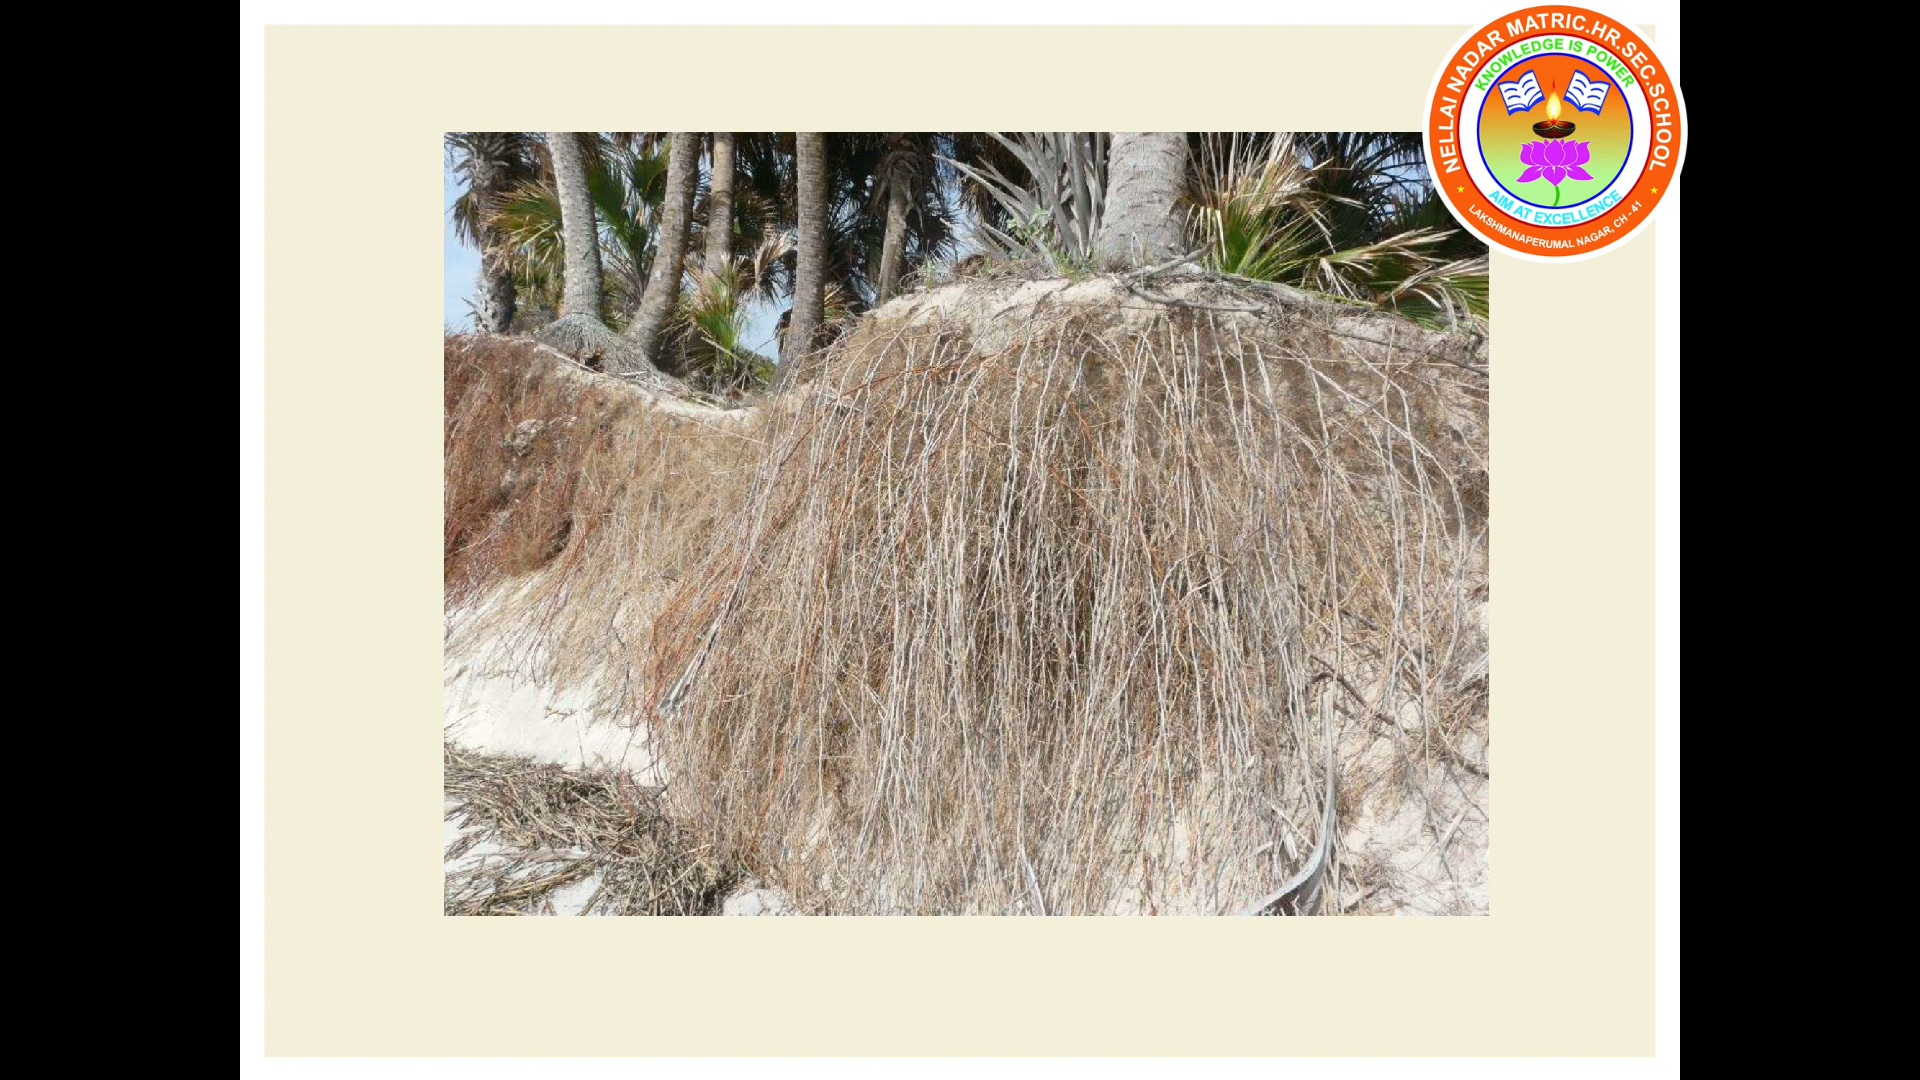 NELLAI NADAR MATRIC.HR.SEC.SCHOOL
KNOWLEDGE IS POWER
AIM AT EXCELLENCE
LAKSHMANAPERUMAL NAGAR, CH - 41